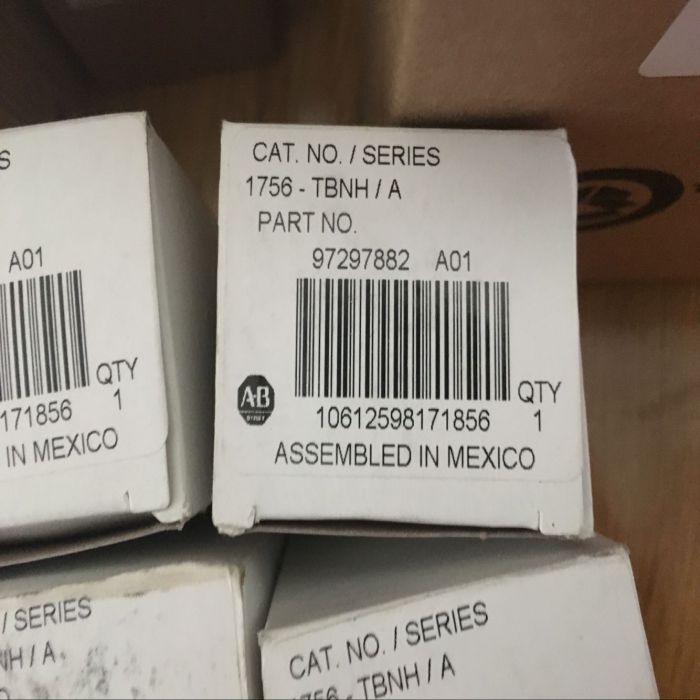 S
A01
171856
QTY
1
IN MEXICO
CAT. NO. / SERIES
1756 - TBNH / A
PART NO.
97297882 A01
A-B
QTY
10612598171856 1
ASSEMBLED IN MEXICO
/ SERIES
NH / A
CAT. NO. / SERIES
1756 - TBNH / A